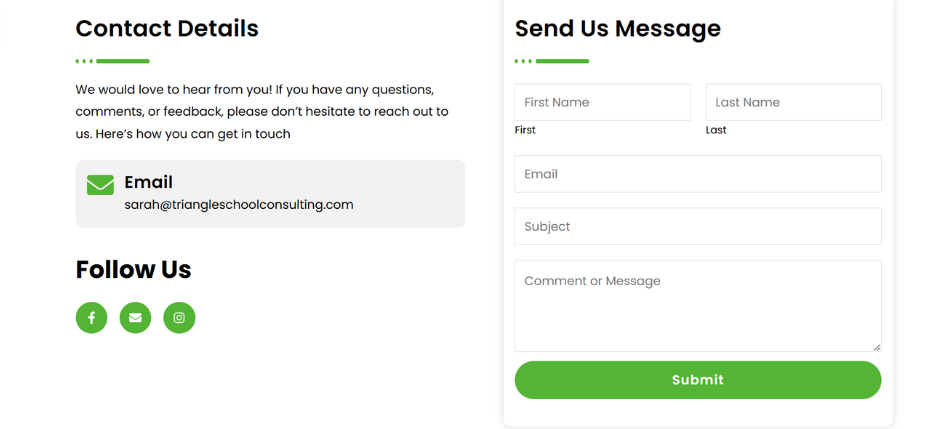 Contact Details
We would love to hear from you! If you have any questions,
comments, or feedback, please don’t hesitate to reach out to
us. Here’s how you can get in touch
Email
sarah@triangleschoolconsulting.com
Follow Us
Send Us Message
First Name
Last Name
First
Last
Email
Subject
Comment or Message
Submit